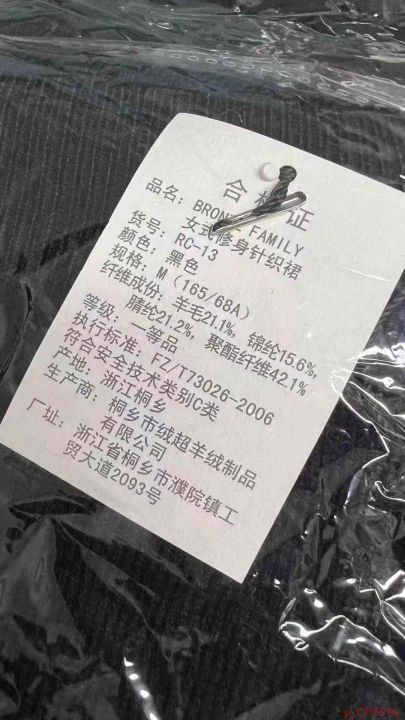 合格证
品名: BRONZ FAMILY
女式修身针织裙
货号: RC-13
颜色: 黑色
规格: M(165/68A)
纤维成份: 羊毛21.1%, 锦纶15.6%,
腈纶21.2%, 聚酯纤维42.1%
等级: 一等品
执行标准: FZ/T73026-2006
符合安全技术类别C类
产地: 浙江桐乡
生产商: 桐乡市绒超羊绒制品
有限公司
厂址: 浙江省桐乡市濮院镇工
贸大道2093号